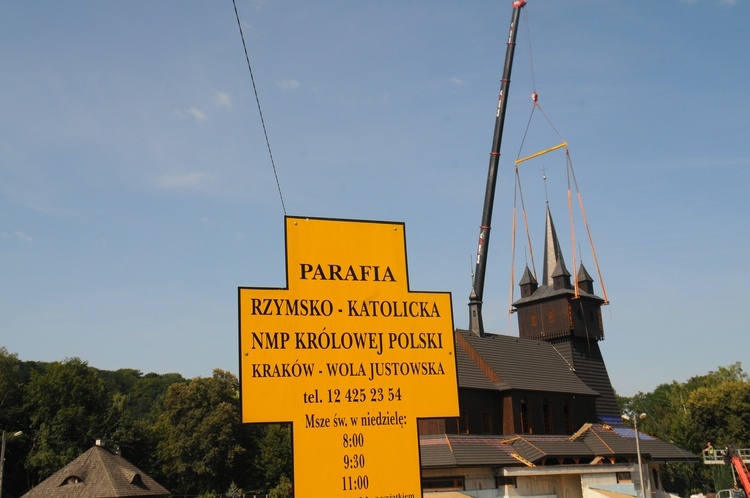 PARAFIA
RZYMSKO - KATOLICKA
NMP KRÓLOWEJ POLSKI
KRAKÓW - WOLA JUSTOWSKA
tel. 12 425 23 54
Msze św. w niedzielę:
8:00
9:30
11:00